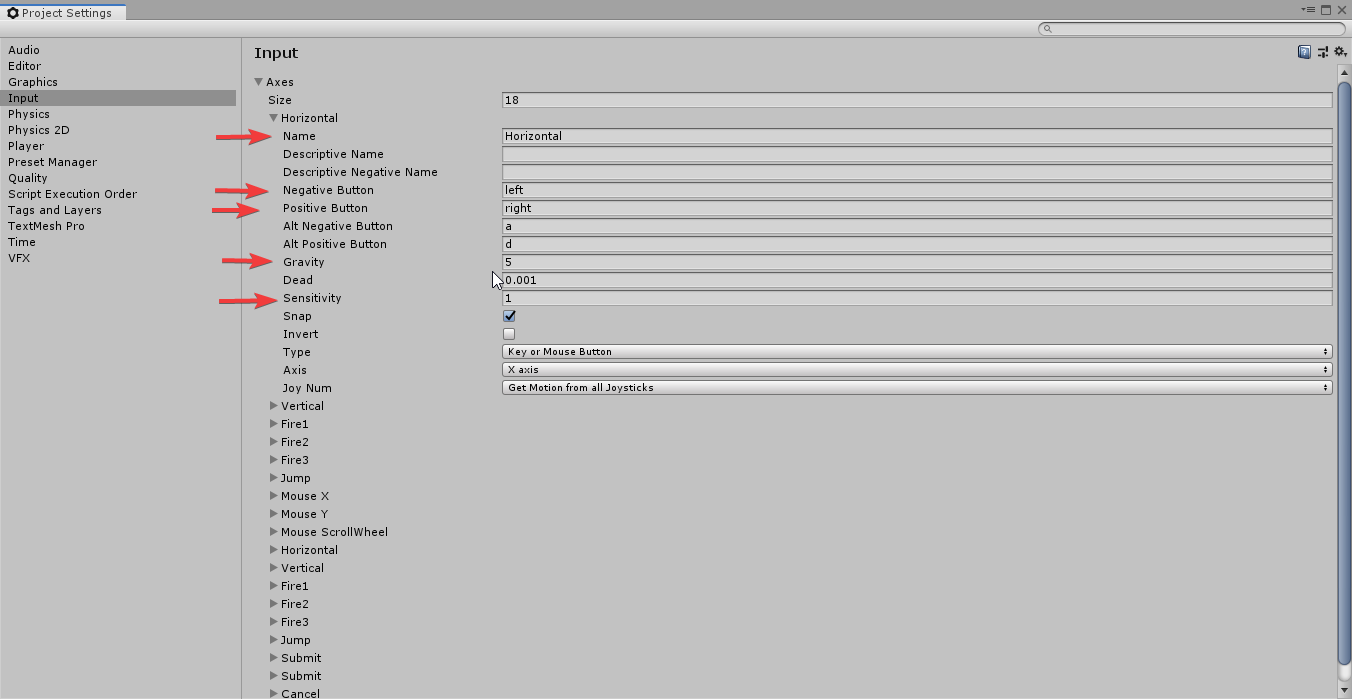 Project Settings
Audio
Editor
Graphics
Input
Physics
Physics 2D
Player
Preset Manager
Quality
Script Execution Order
Tags and Layers
TextMesh Pro
Time
VFX
Input
Axes
Size 18
Horizontal
Name Horizontal
Descriptive Name
Descriptive Negative Name
Negative Button left
Positive Button right
Alt Negative Button a
Alt Positive Button d
Gravity 5
Dead 0.001
Sensitivity 1
Snap
Invert
Type Key or Mouse Button
Axis X axis
Joy Num Get Motion from all Joysticks
Vertical
Fire1
Fire2
Fire3
Jump
Mouse X
Mouse Y
Mouse ScrollWheel
Horizontal
Vertical
Fire1
Fire2
Fire3
Jump
Submit
Submit
Cancel